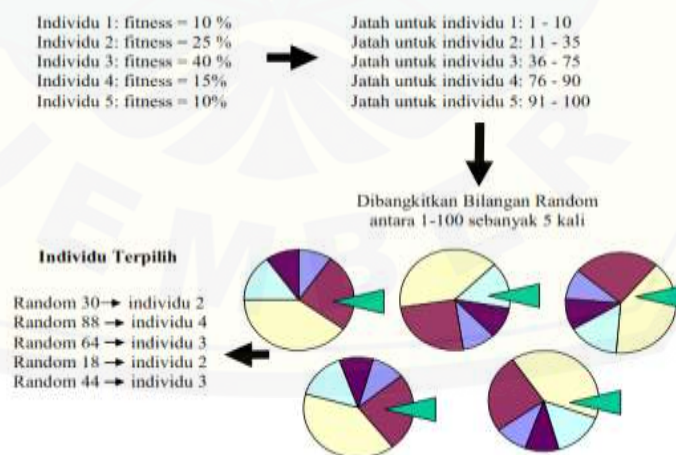 Individu 1: fitness = 10 %
Individu 2: fitness = 25 %
Individu 3: fitness = 40 %
Individu 4: fitness = 15%
Individu 5: fitness = 10%
Jatah untuk individu 1: 1 - 10
Jatah untuk individu 2: 11 - 35
Jatah untuk individu 3: 36 - 75
Jatah untuk individu 4: 76 - 90
Jatah untuk individu 5: 91 - 100
Dibangkitkan Bilangan Random
antara 1-100 sebanyak 5 kali
Individu Terpilih
Random 30→ individu 2
Random 88 → individu 4
Random 64 → individu 3
Random 18 → individu 2
Random 44 → individu 3